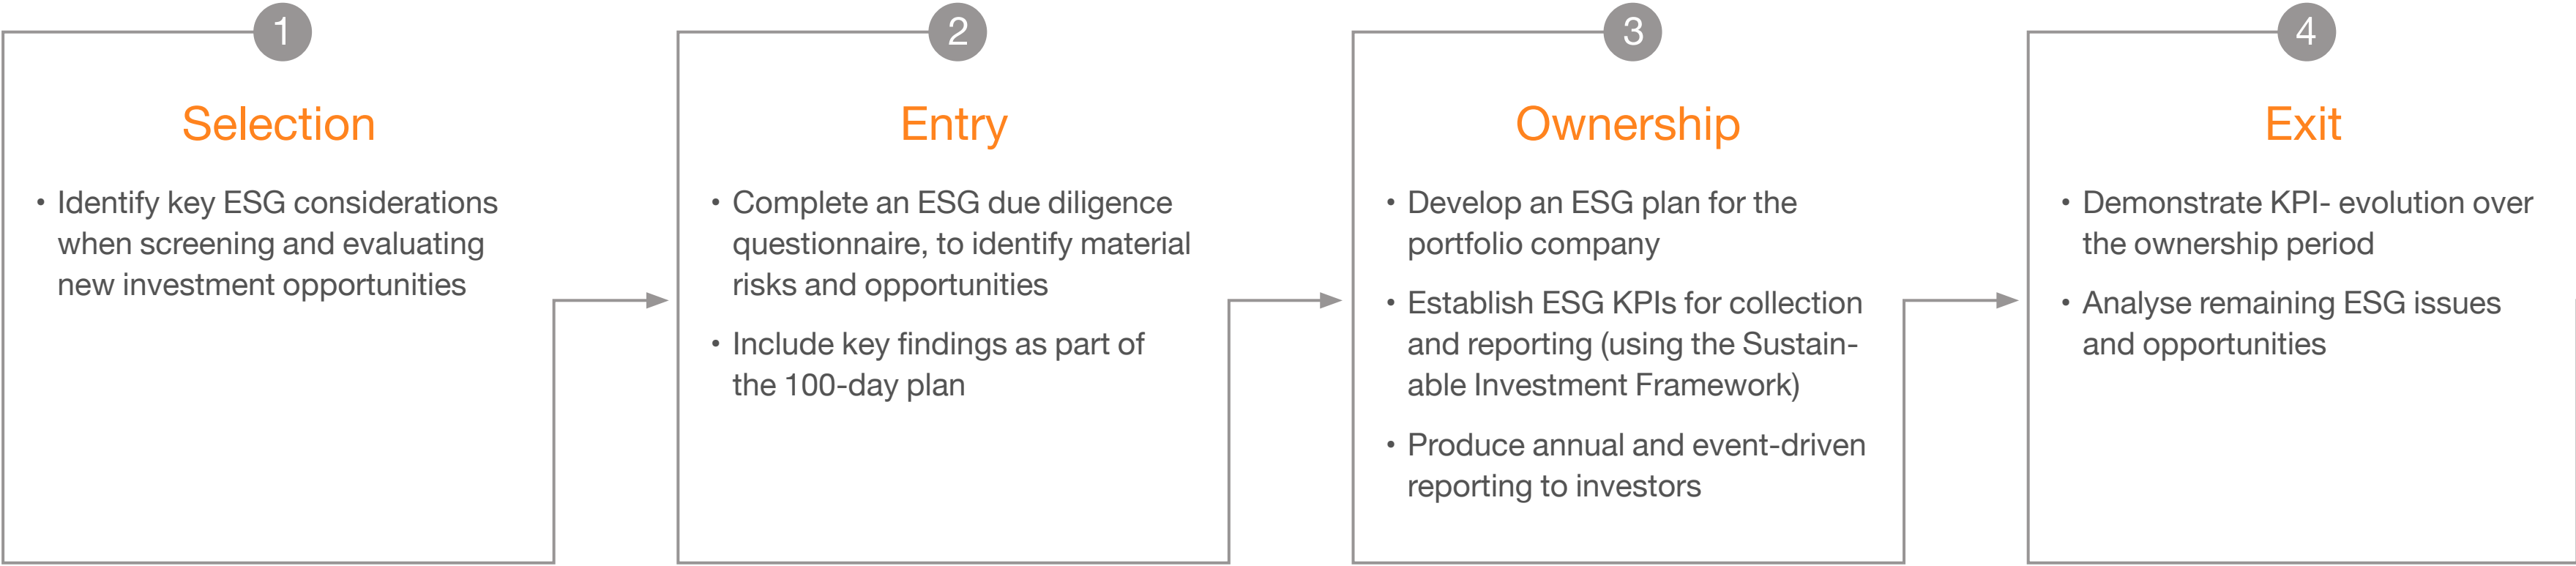 1
Selection
• Identify key ESG considerations
when screening and evaluating
new investment opportunities
2
Entry
• Complete an ESG due diligence
questionnaire, to identify material
risks and opportunities
• Include key findings as part of
the 100-day plan
3
Ownership
• Develop an ESG plan for the
portfolio company
• Establish ESG KPIs for collection
and reporting (using the Sustain-
able Investment Framework)
• Produce annual and event-driven
reporting to investors
4
Exit
• Demonstrate KPI- evolution over
the ownership period
• Analyse remaining ESG issues
and opportunities